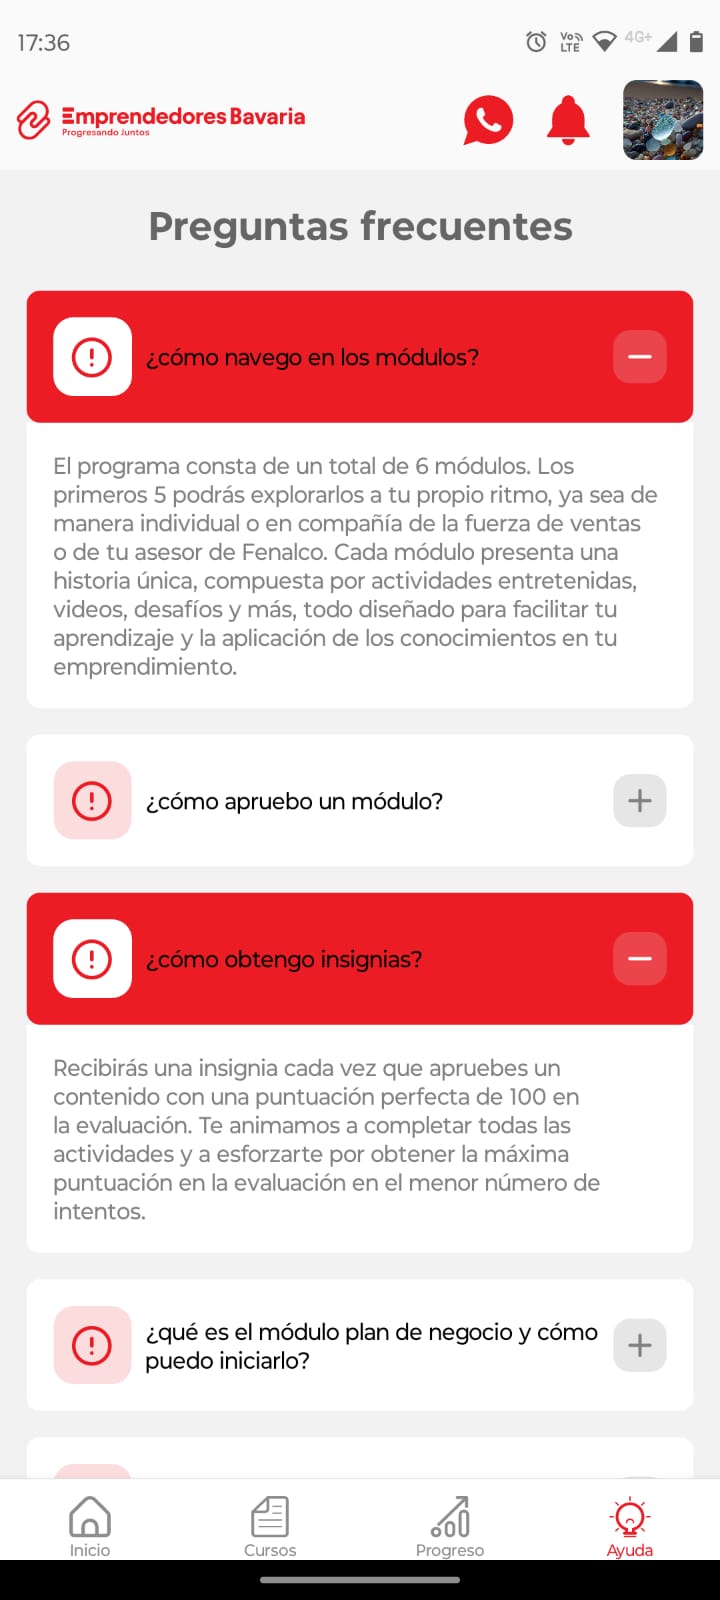 17:36
Vo
LTE
4G+
Emprendedores Bavaria
Progresando Juntos
Preguntas frecuentes
¿cómo navego en los módulos?
El programa consta de un total de 6 módulos. Los
primeros 5 podrás explorarlos a tu propio ritmo, ya sea de
manera individual o en compañía de la fuerza de ventas
o de tu asesor de Fenalco. Cada módulo presenta una
historia única, compuesta por actividades entretenidas,
videos, desafíos y más, todo diseñado para facilitar tu
aprendizaje y la aplicación de los conocimientos en tu
emprendimiento.
¿cómo apruebo un módulo?
¿cómo obtengo insignias?
Recibirás una insignia cada vez que apruebes un
contenido con una puntuación perfecta de 100 en
la evaluación. Te animamos a completar todas las
actividades y a esforzarte por obtener la máxima
puntuación en la evaluación en el menor número de
intentos.
¿qué es el módulo plan de negocio y cómo
puedo iniciarlo?
Inicio
Cursos
Progreso
Ayuda